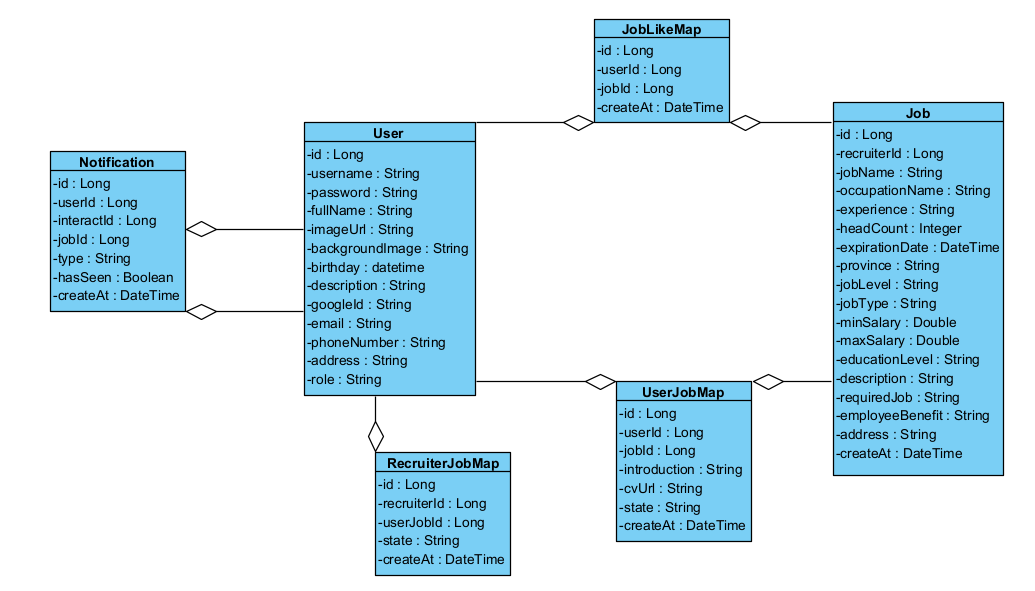 JobLikeMap
-id : Long
-userId : Long
-jobId : Long
-createAt : DateTime
Job
-id : Long
-recruiterId : Long
-jobName : String
-occupationName : String
-experience : String
-headCount : Integer
-expirationDate : DateTime
-province : String
-jobLevel : String
-jobType : String
-minSalary : Double
-maxSalary : Double
-educationLevel : String
-description : String
-requiredJob : String
-employeeBenefit : String
-address : String
-createAt : DateTime
User
-id : Long
-username : String
-password : String
-fullName : String
-imageUrl : String
-backgroundImage : String
-birthday : datetime
-description : String
-googleId : String
-email : String
-phoneNumber : String
-address : String
-role : String
Notification
-id : Long
-userId : Long
-interactId : Long
-jobId : Long
-type : String
-hasSeen : Boolean
-createAt : DateTime
UserJobMap
-id : Long
-userId : Long
-jobId : Long
-introduction : String
-cvUrl : String
-state : String
-createAt : DateTime
RecruiterJobMap
-id : Long
-recruiterId : Long
-userJobId : Long
-state : String
-createAt : DateTime